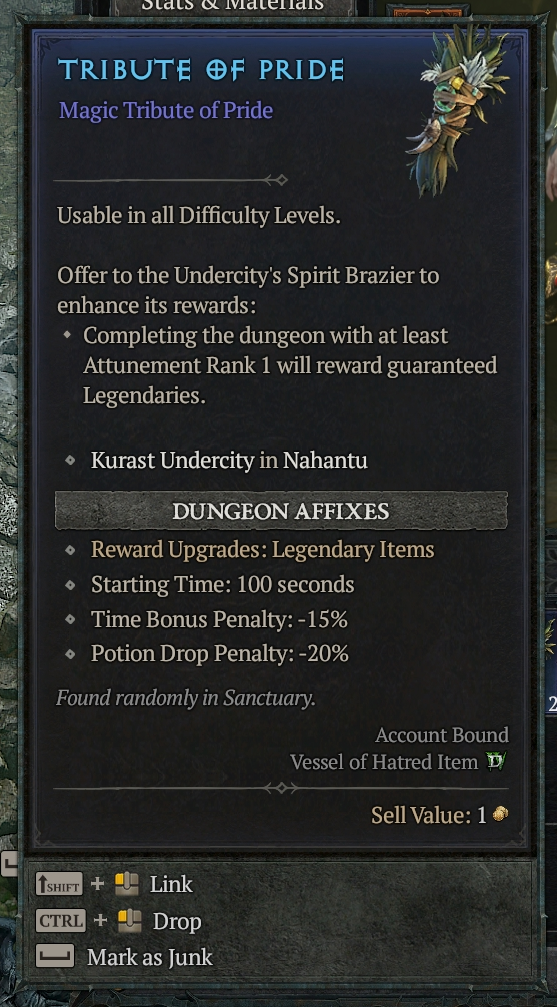 Stats & Materials
TRIBUTE OF PRIDE
Magic Tribute of Pride
Usable in all Difficulty Levels.
Offer to the Undercity's Spirit Brazier to
enhance its rewards:
Completing the dungeon with at least
Attunement Rank 1 will reward guaranteed
Legendaries.
Kurast Undercity in Nahantu
DUNGEON AFFIXES
Reward Upgrades: Legendary Items
Starting Time: 100 seconds
Time Bonus Penalty: -15%
Potion Drop Penalty: -20%
Found randomly in Sanctuary.
2
Account Bound
Vessel of Hatred Item
Sell Value: 1
SHIFT + Link
CTRL + Drop
Mark as Junk